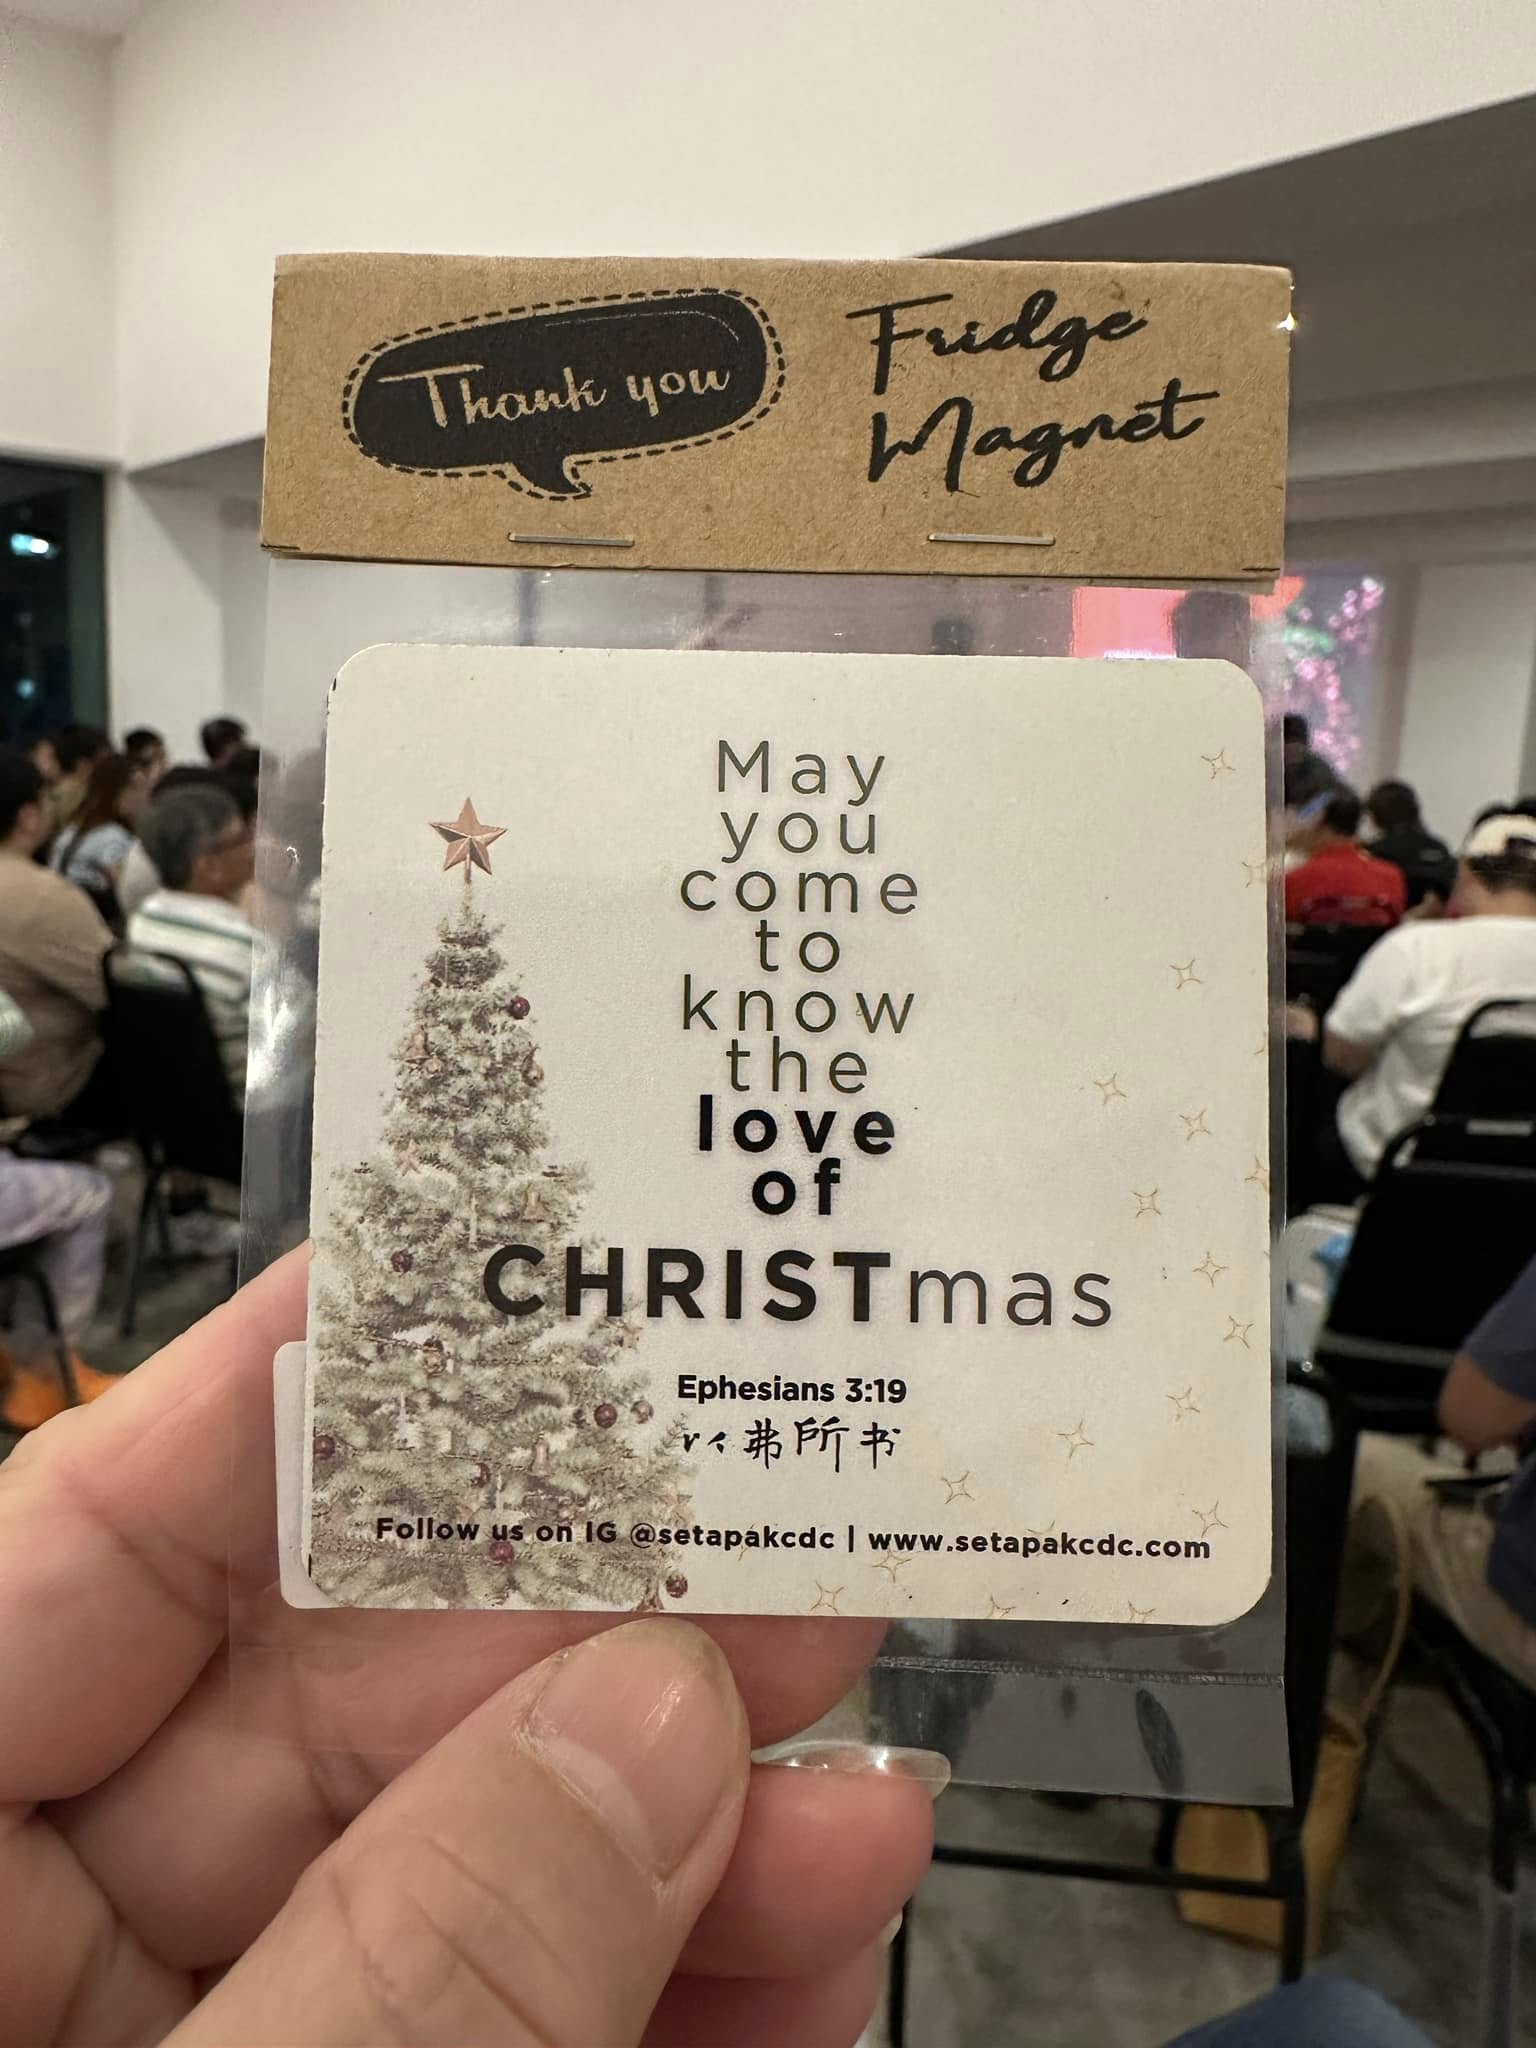 Thank you
Fridge
Magnet
May
you
come
to
know
the
love
of
CHRISTmas
Ephesians 3:19
以弗所书
Follow us on IG @setapakcdc | www.setapakcdc.com